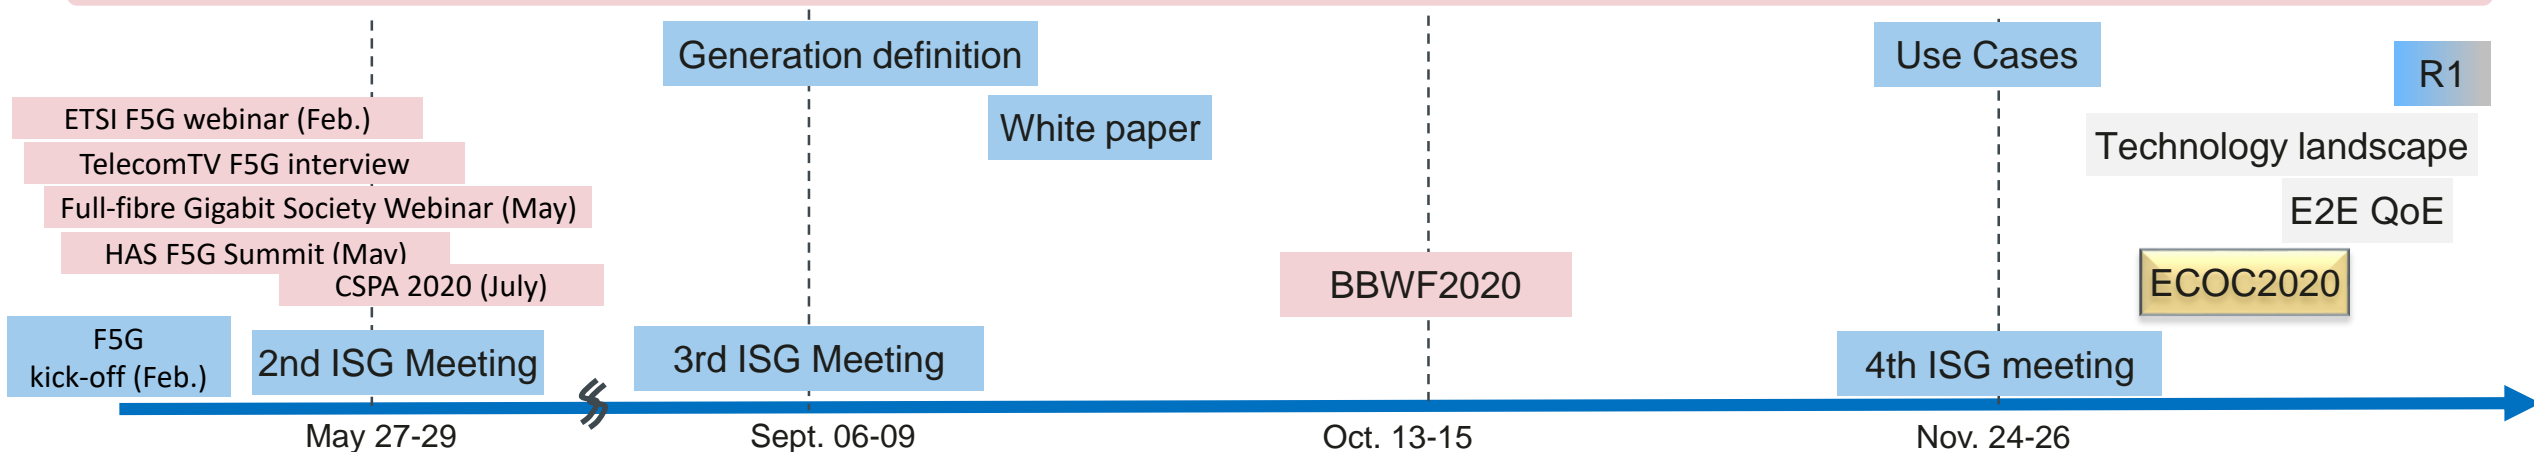 Generation definition
Use Cases
R1
ETSI F5G webinar (Feb.)
White paper
Technology landscape
TelecomTV F5G interview
Full-fibre Gigabit Society Webinar (May)
E2E QoE
HAS F5G Summit (May)
CSPA 2020 (July)
BBWF2020
ECOC2020
F5G
kick-off (Feb.)
2nd ISG Meeting
3rd ISG Meeting
4th ISG meeting
May 27-29
Sept. 06-09
Oct. 13-15
Nov. 24-26